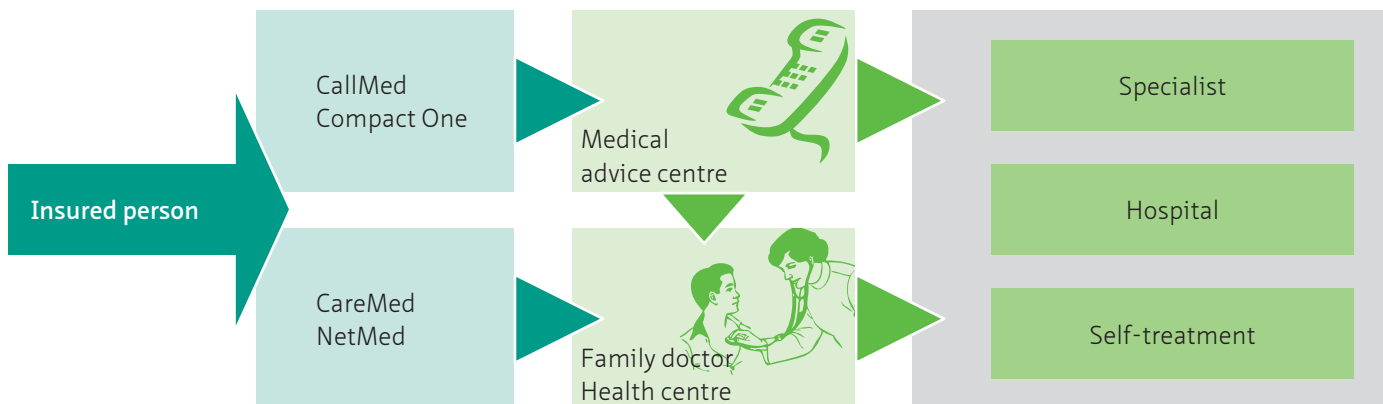 Insured person
CallMed
Compact One
Medical
advice centre
CareMed
NetMed
Family doctor
Health centre
Specialist
Hospital
Self-treatment